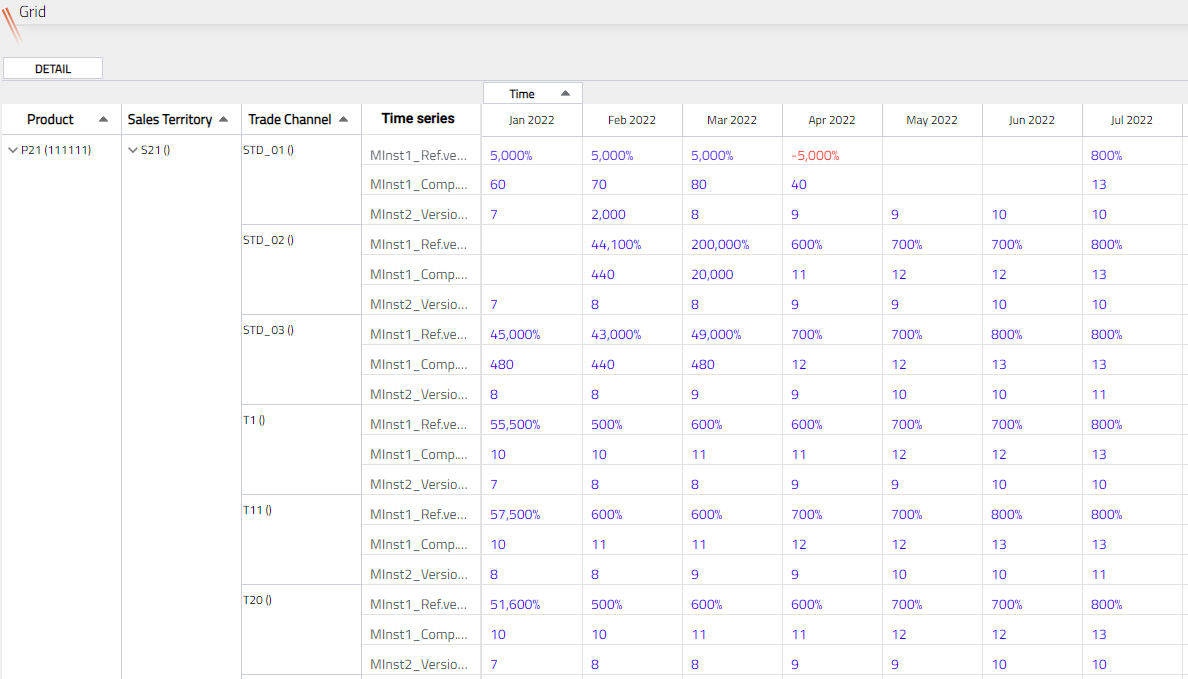 Grid
DETAIL
Time
Product Sales Territory Trade Channel Time series Jan 2022 Feb 2022 Mar 2022 Apr 2022 May 2022 Jun 2022 Jul 2022
P21 (111111) S21 () STD_01 () MInst1_Ref.ve... 5,000% 5,000% 5,000% -5,000% 800%
MInst1_Comp.... 60 70 80 40 13
MInst2_Versio... 7 2,000 8 9 9 10 10
STD_02 () MInst1_Ref.ve... 44,100% 200,000% 600% 700% 700% 800%
MInst1_Comp.... 440 20,000 11 12 12 13
MInst2_Versio... 7 8 8 9 9 10 10
STD_03 () MInst1_Ref.ve... 45,000% 43,000% 49,000% 700% 700% 800% 800%
MInst1_Comp.... 480 440 480 12 12 13 13
MInst2_Versio... 8 8 9 9 10 10 11
T1 () MInst1_Ref.ve... 55,500% 500% 600% 600% 700% 700% 800%
MInst1_Comp.... 10 10 11 11 12 12 13
MInst2_Versio... 7 8 8 9 9 10 10
T11 () MInst1_Ref.ve... 57,500% 600% 600% 700% 700% 800% 800%
MInst1_Comp.... 10 11 11 12 12 13 13
MInst2_Versio... 8 8 9 9 10 10 11
T20 () MInst1_Ref.ve... 51,600% 500% 600% 600% 700% 700% 800%
MInst1_Comp.... 10 10 11 11 12 12 13
MInst2_Versio... 7 8 8 9 9 10 10